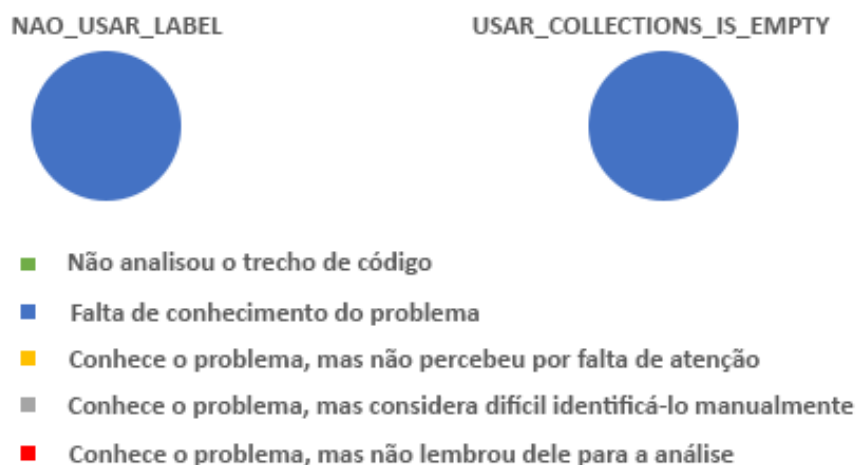 NAO_USAR_LABEL
USAR_COLLECTIONS_IS_EMPTY
Não analisou o trecho de código
Falta de conhecimento do problema
Conhece o problema, mas não percebeu por falta de atenção
Conhece o problema, mas considera difícil identificá-lo manualmente
Conhece o problema, mas não lembrou dele para a análise